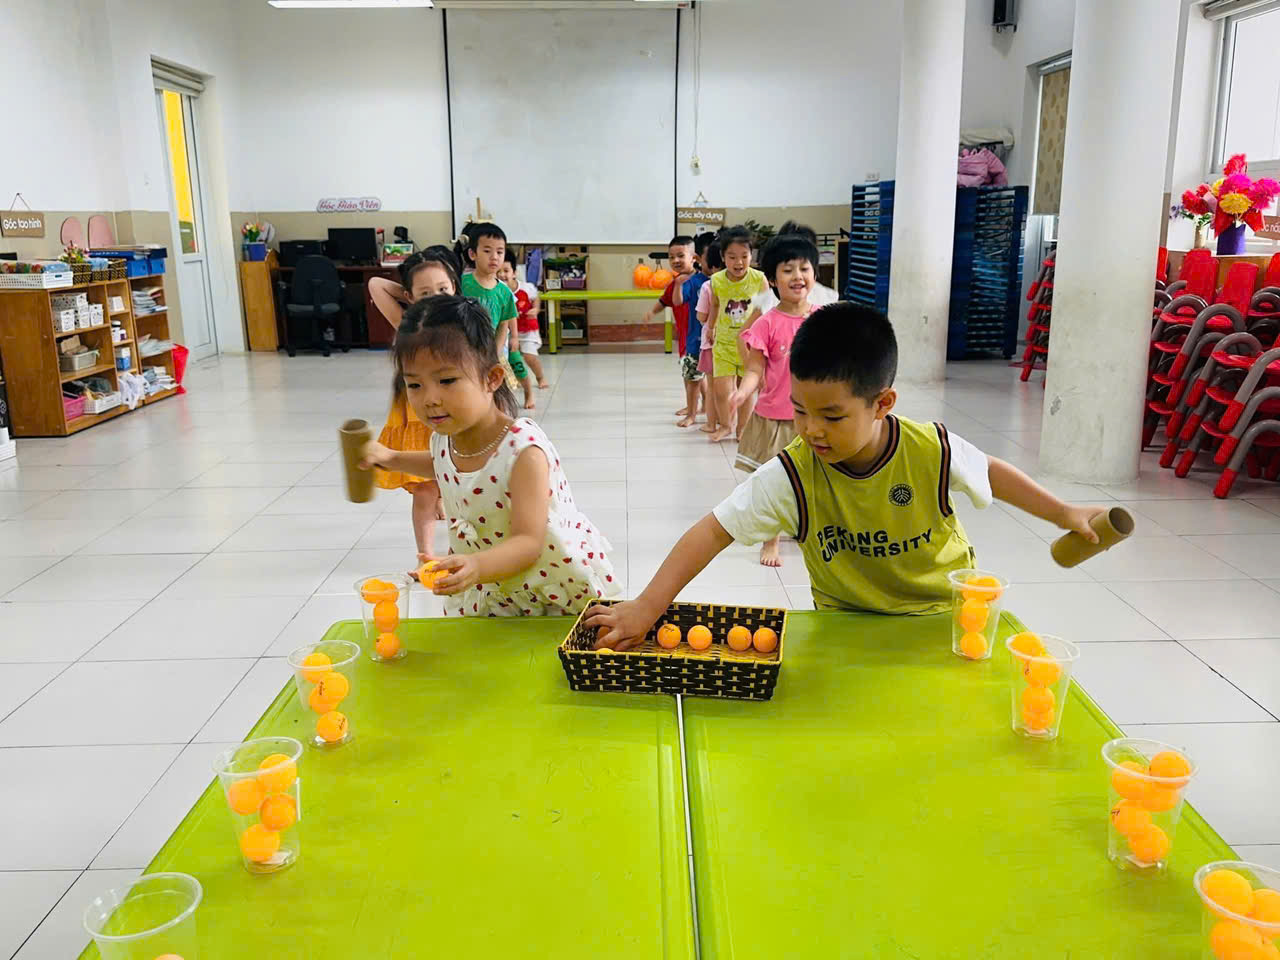 Góc Giáo Viên
Góc xây dựng
Góc tạo hình
PEKING
UNIVERSITY